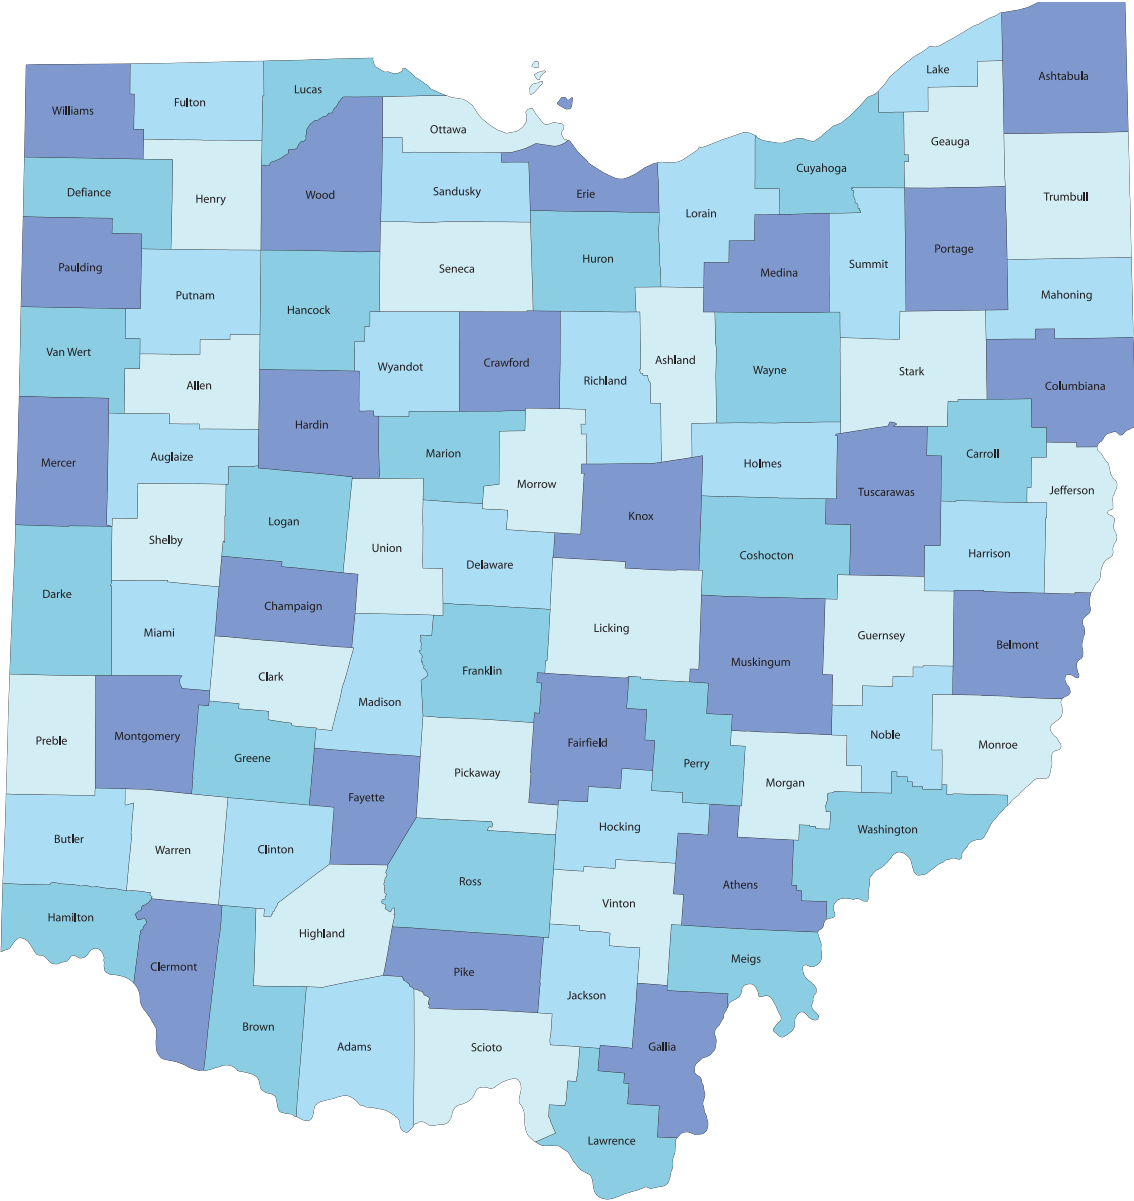 Lake
Ashtabula
Lucas
Fulton
Williams
Ottawa
Geauga
Cuyahoga
Defiance
Henry
Wood
Sandusky
Erie
Lorain
Trumbull
Paulding
Putnam
Seneca
Huron
Medina
Summit
Portage
Mahoning
Hancock
Van Wert
Allen
Wyandot
Crawford
Richland
Ashland
Wayne
Stark
Columbiana
Hardin
Mercer
Auglaize
Marion
Morrow
Holmes
Carroll
Tuscarawas
Jefferson
Shelby
Logan
Union
Knox
Coshocton
Harrison
Delaware
Darke
Champaign
Miami
Licking
Guernsey
Belmont
Clark
Madison
Franklin
Muskingum
Preble
Montgomery
Greene
Fairfield
Perry
Noble
Monroe
Pickaway
Morgan
Fayette
Butler
Warren
Clinton
Hocking
Washington
Ross
Athens
Hamilton
Highland
Vinton
Clermont
Pike
Meigs
Brown
Adams
Scioto
Jackson
Gallia
Lawrence